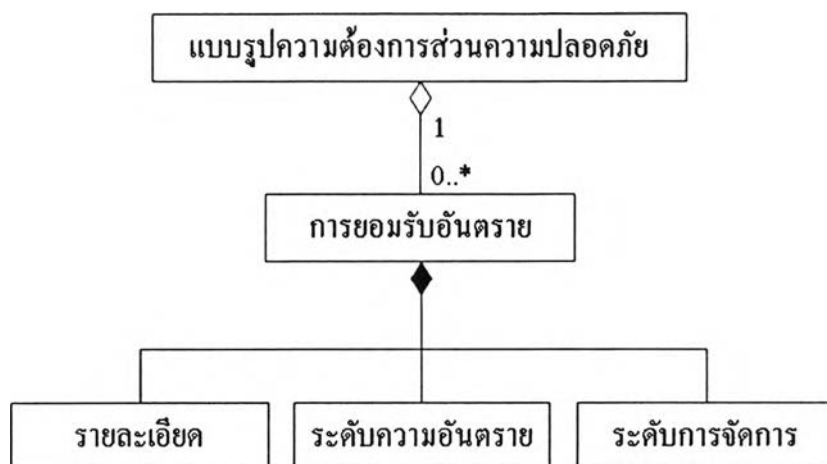 แบบรูปความต้องการส่วนความปลอดภัย
1
0..*
การยอมรับอันตราย
รายละเอียด
ระดับความอันตราย
ระดับการจัดการ